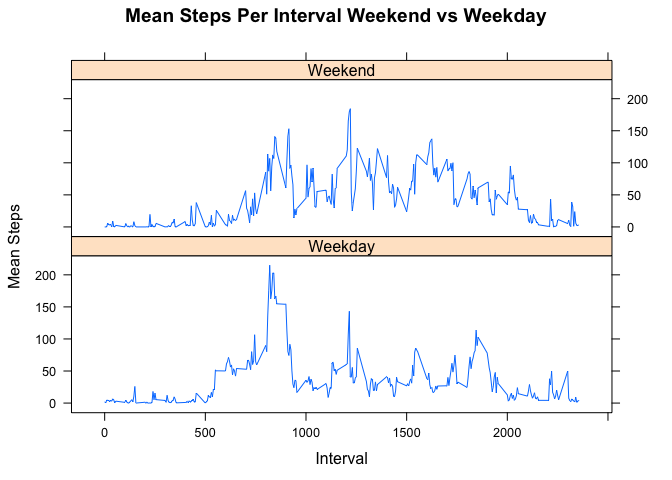 Mean Steps Per Interval Weekend vs Weekday
Weekend
200
150
100
50
0
Weekday
200
150
100
50
0
Mean Steps
0 500 1000 1500 2000
Interval